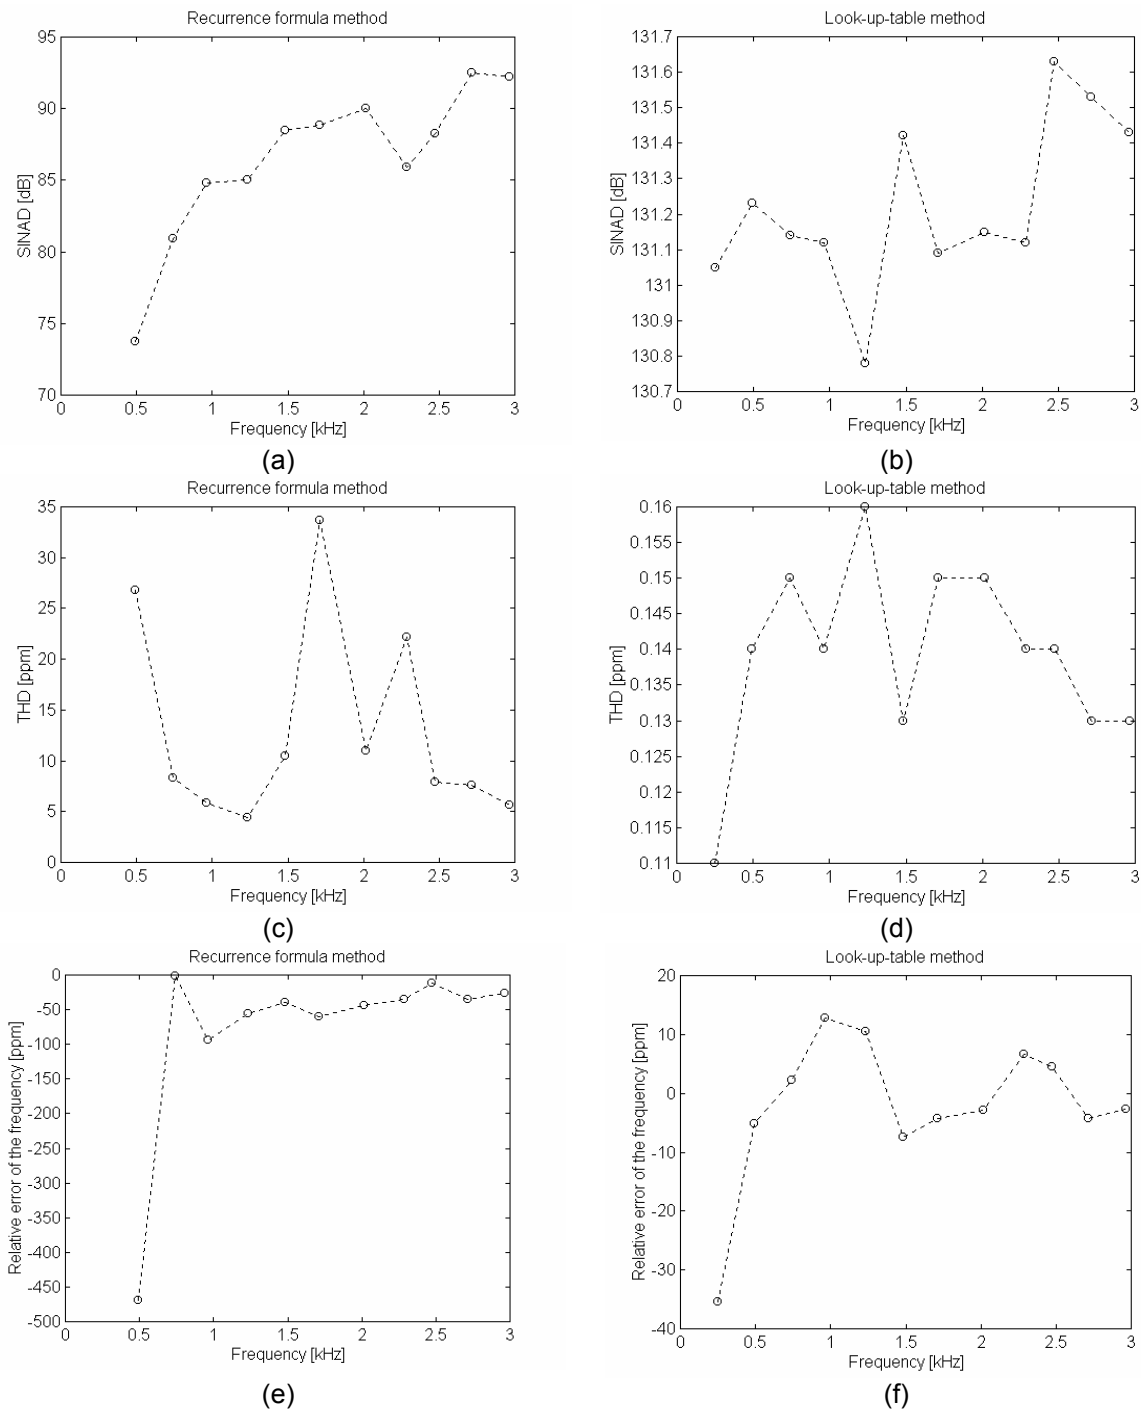 Recurrence formula method
95
90
85
80
75
70
0 0.5 1 1.5 2 2.5 3
SINAD [dB]
Frequency [kHz]
(a)
Look-up-table method
131.7
131.6
131.5
131.4
131.3
131.2
131.1
131
130.9
130.8
130.7
0 0.5 1 1.5 2 2.5 3
SINAD [dB]
Frequency [kHz]
(b)
Recurrence formula method
35
30
25
20
15
10
5
0
0 0.5 1 1.5 2 2.5 3
THD [ppm]
Frequency [kHz]
(c)
Look-up-table method
0.16
0.155
0.15
0.145
0.14
0.135
0.13
0.125
0.12
0.115
0.11
0 0.5 1 1.5 2 2.5 3
THD [ppm]
Frequency [kHz]
(d)
Recurrence formula method
0
-50
-100
-150
-200
-250
-300
-350
-400
-450
-500
0 0.5 1 1.5 2 2.5 3
Relative error of the frequency [ppm]
Frequency [kHz]
(e)
Look-up-table method
20
10
0
-10
-20
-30
-40
0 0.5 1 1.5 2 2.5 3
Relative error of the frequency [ppm]
Frequency [kHz]
(f)